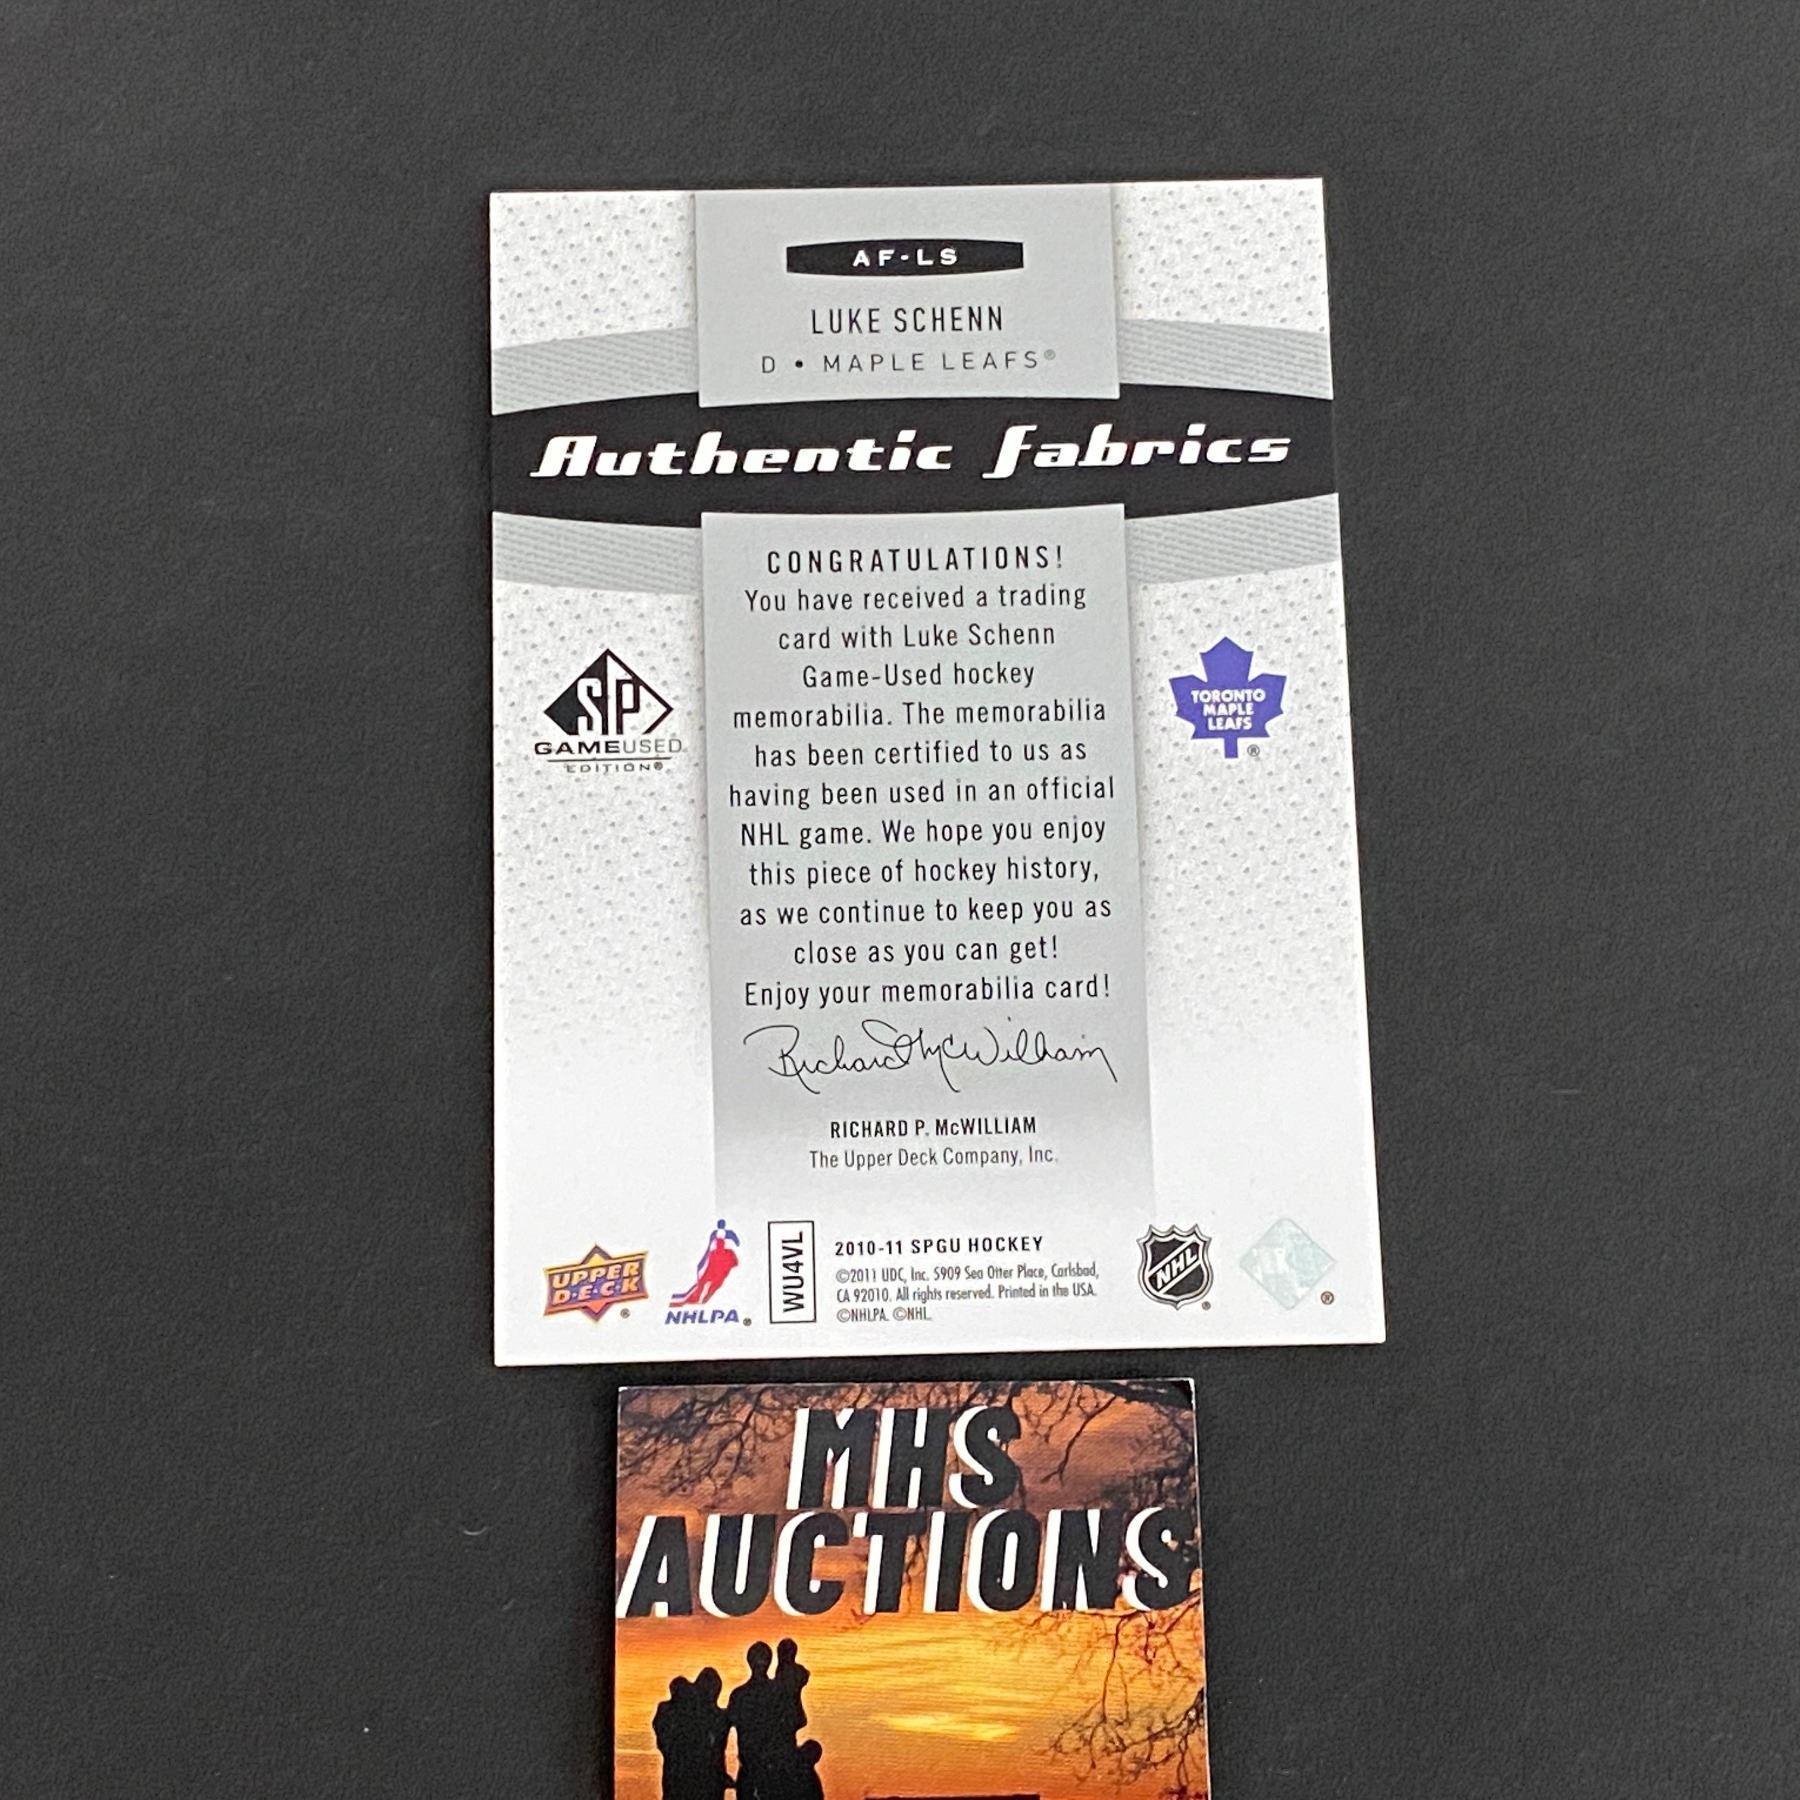 AF-LS
LUKE SCHENN
D • MAPLE LEAFS®
Authentic Fabrics
CONGRATULATIONS!
You have received a trading
card with Luke Schenn
Game-Used hockey
memorabilia. The memorabilia
has been certified to us as
having been used in an official
NHL game. We hope you enjoy
this piece of hockey history,
as we continue to keep you as
close as you can get!
Enjoy your memorabilia card!
SP
GAMEUSED
EDITION®
TORONTO
MAPLE
LEAFS
®
Richard McWilliam
RICHARD P. McWILLIAM
The Upper Deck Company, Inc.
UPPER
D·E·C·K
®
NHLPA®
WU4VL
2010-11 SPGU HOCKEY
©2011 UDC, Inc. 5909 Sea Otter Place, Carlsbad,
CA 92010. All rights reserved. Printed in the USA.
©NHLPA. ©NHL.
NHL
®
®
MHS
AUCTIONS